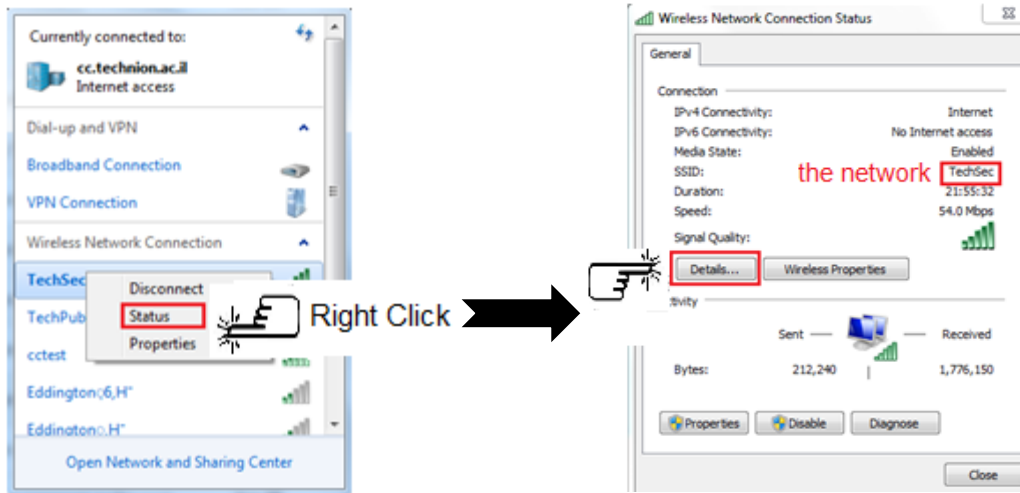 Currently connected to:
cc.technion.ac.il
Internet access
Dial-up and VPN
Broadband Connection
VPN Connection
Wireless Network Connection
TechSec
Disconnect
TechPub
Status
Properties
cctest
Eddington◊6,H"
Eddington◊.H"
Open Network and Sharing Center
Right Click
Wireless Network Connection Status
General
Connection
IPv4 Connectivity: Internet
IPv6 Connectivity: No Internet access
Media State: Enabled
SSID: the network TechSec
Duration: 21:55:32
Speed: 54.0 Mbps
Signal Quality:
Details... Wireless Properties
tivity
Sent — — Received
Bytes: 212,240 1,776,150
Properties Disable Diagnose
Close